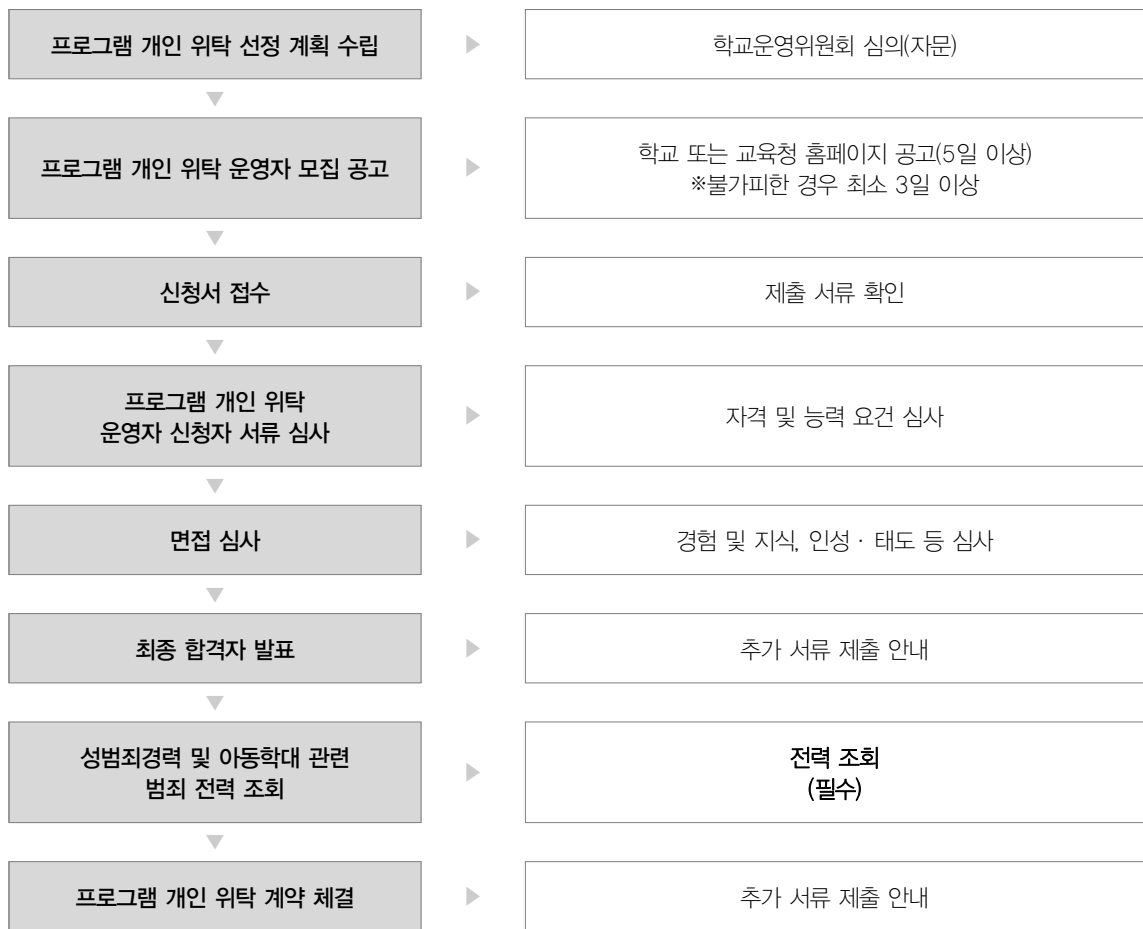 프로그램 개인 위탁 선정 계획 수립
▶
학교운영위원회 심의(자문)
▼
프로그램 개인 위탁 운영자 모집 공고
▶
학교 또는 교육청 홈페이지 공고(5일 이상)
※불가피한 경우 최소 3일 이상
▼
신청서 접수
▶
제출 서류 확인
▼
프로그램 개인 위탁
운영자 신청자 서류 심사
▶
자격 및 능력 요건 심사
▼
면접 심사
▶
경험 및 지식, 인성 · 태도 등 심사
▼
최종 합격자 발표
▶
추가 서류 제출 안내
▼
성범죄경력 및 아동학대 관련
범죄 전력 조회
▶
전력 조회
(필수)
▼
프로그램 개인 위탁 계약 체결
▶
추가 서류 제출 안내